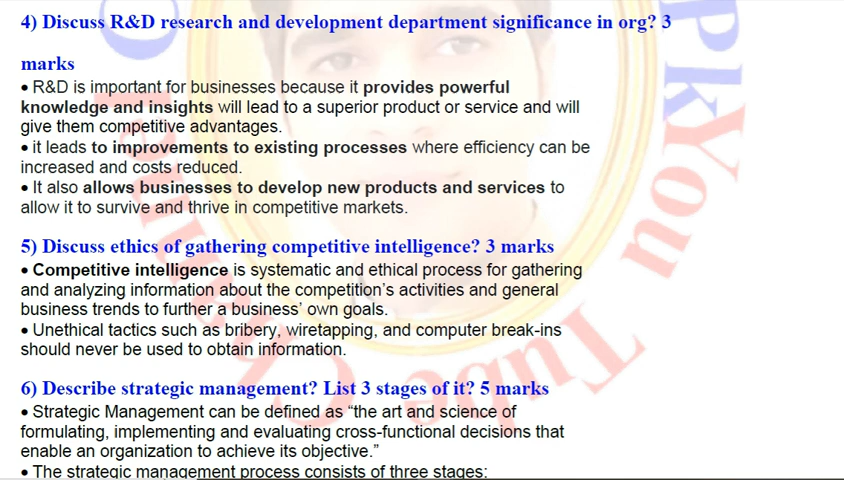 4) Discuss R&D research and development department significance in org? 3
marks
• R&D is important for businesses because it provides powerful
knowledge and insights will lead to a superior product or service and will
give them competitive advantages.
• it leads to improvements to existing processes where efficiency can be
increased and costs reduced.
• It also allows businesses to develop new products and services to
allow it to survive and thrive in competitive markets.
5) Discuss ethics of gathering competitive intelligence? 3 marks
• Competitive intelligence is systematic and ethical process for gathering
and analyzing information about the competition's activities and general
business trends to further a business' own goals.
• Unethical tactics such as bribery, wiretapping, and computer break-ins
should never be used to obtain information.
6) Describe strategic management? List 3 stages of it? 5 marks
• Strategic Management can be defined as “the art and science of
formulating, implementing and evaluating cross-functional decisions that
enable an organization to achieve its objective.”
• The strategic management process consists of three stages:
You
Tube
Channel